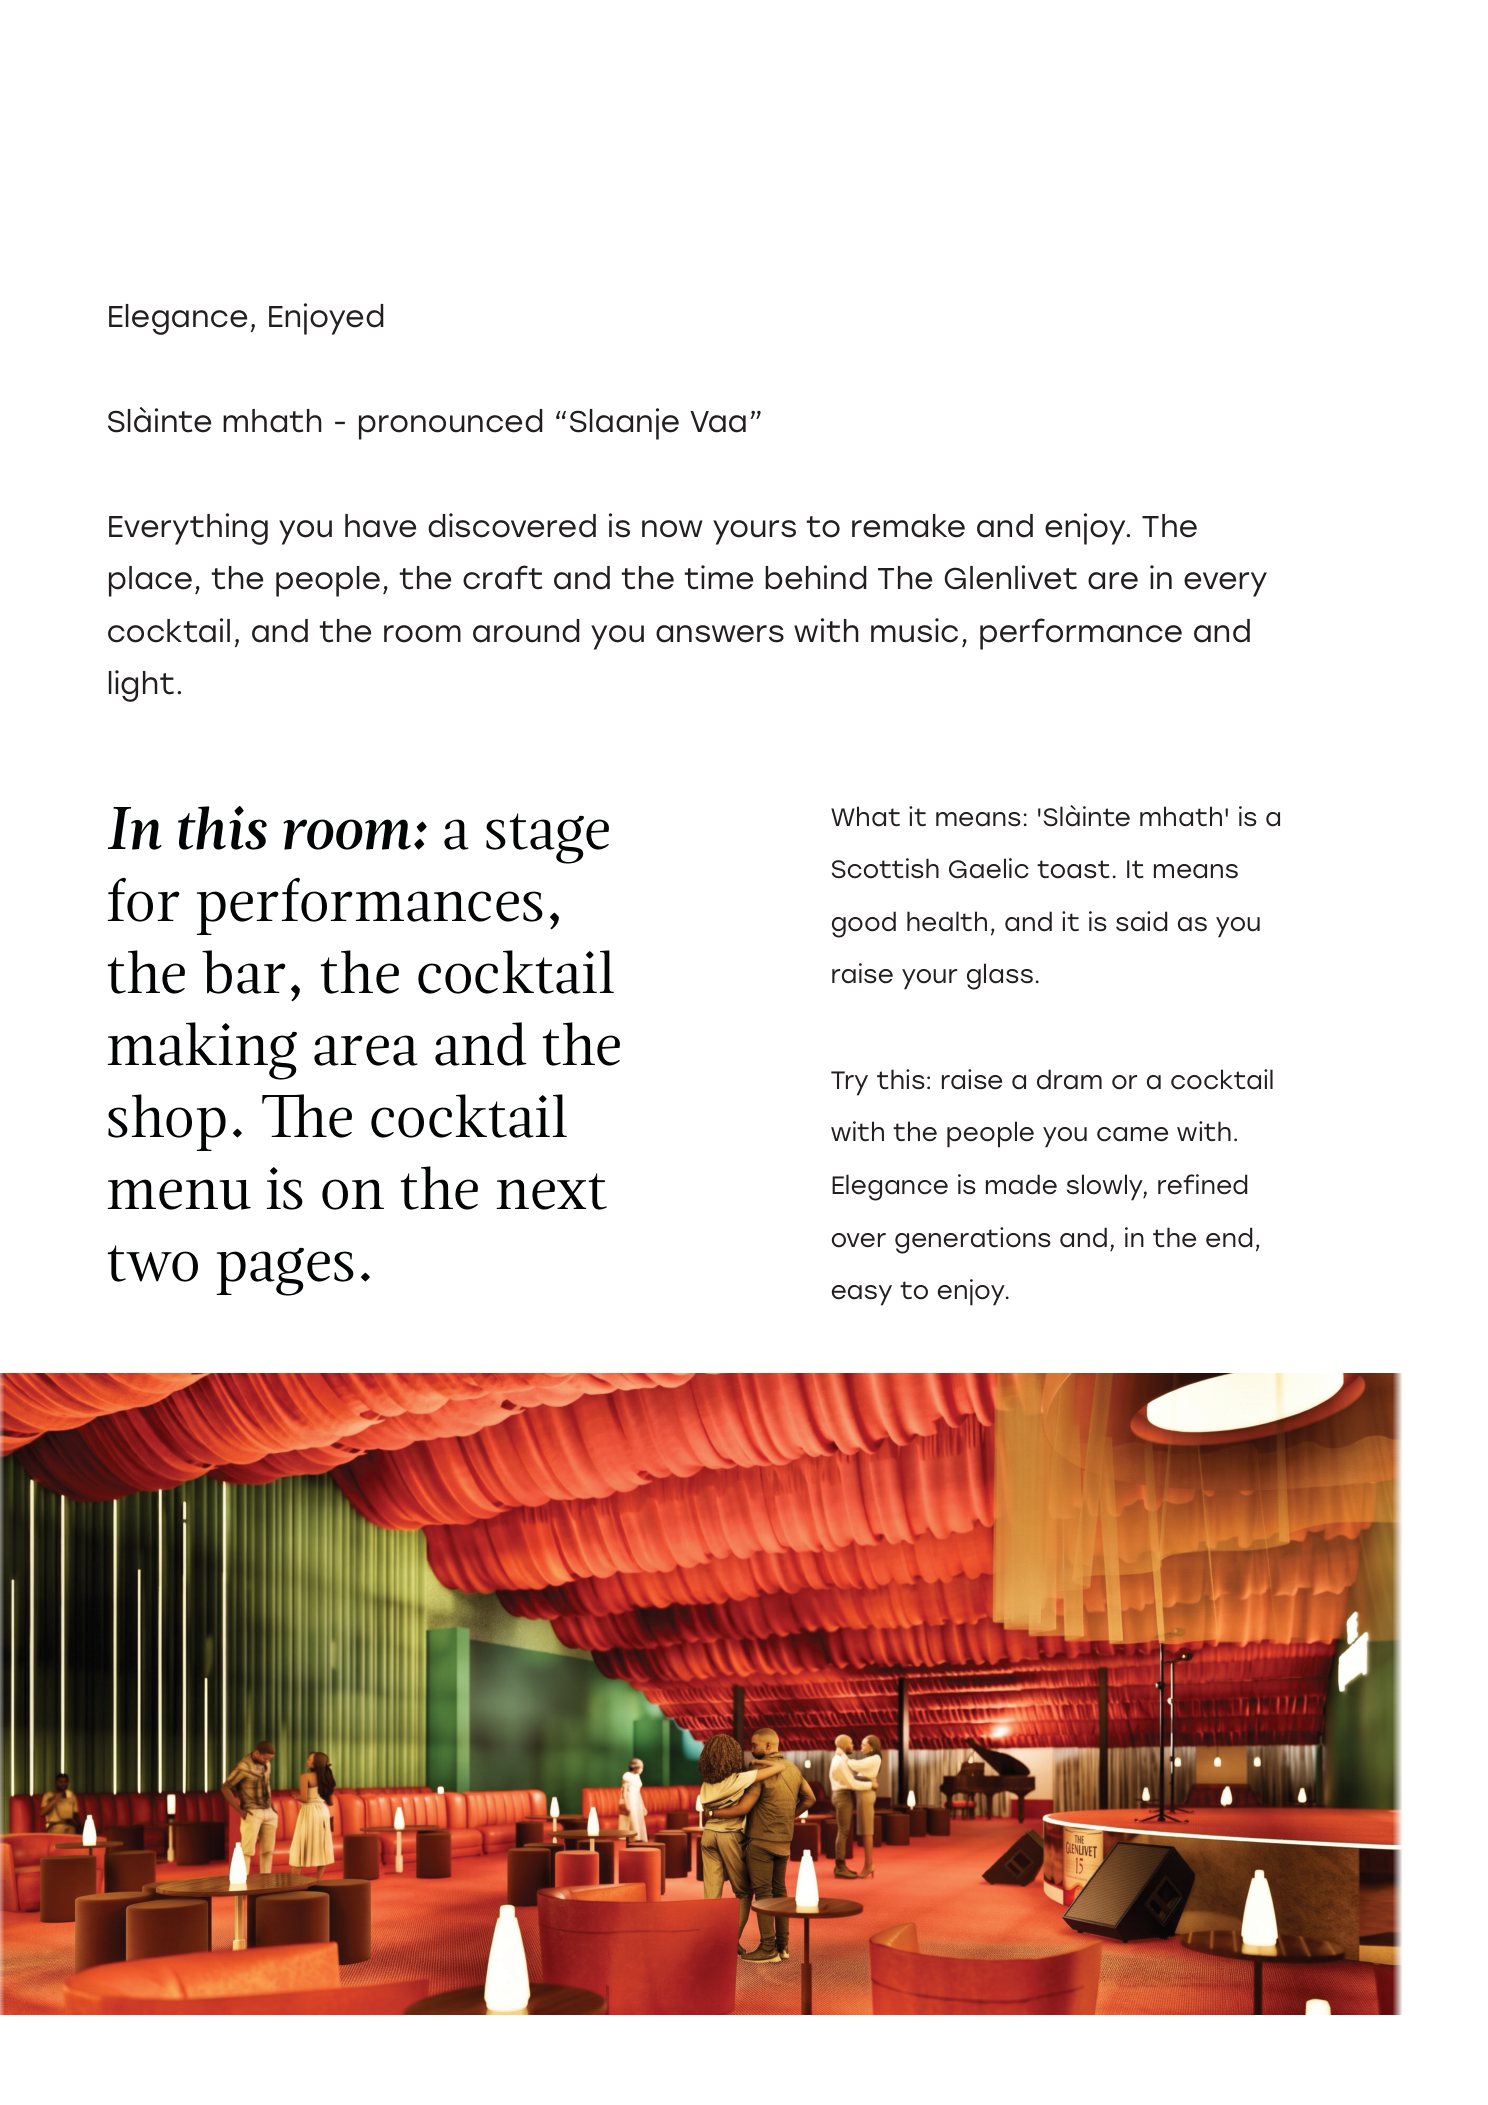 Elegance, Enjoyed
Slàinte mhath - pronounced “Slaanje Vaa”
Everything you have discovered is now yours to remake and enjoy. The
place, the people, the craft and the time behind The Glenlivet are in every
cocktail, and the room around you answers with music, performance and
light.
In this room: a stage
for performances,
the bar, the cocktail
making area and the
shop. The cocktail
menu is on the next
two pages.
What it means: 'Slàinte mhath' is a
Scottish Gaelic toast. It means
good health, and it is said as you
raise your glass.
Try this: raise a dram or a cocktail
with the people you came with.
Elegance is made slowly, refined
over generations and, in the end,
easy to enjoy.
THE
GLENLIVET
15